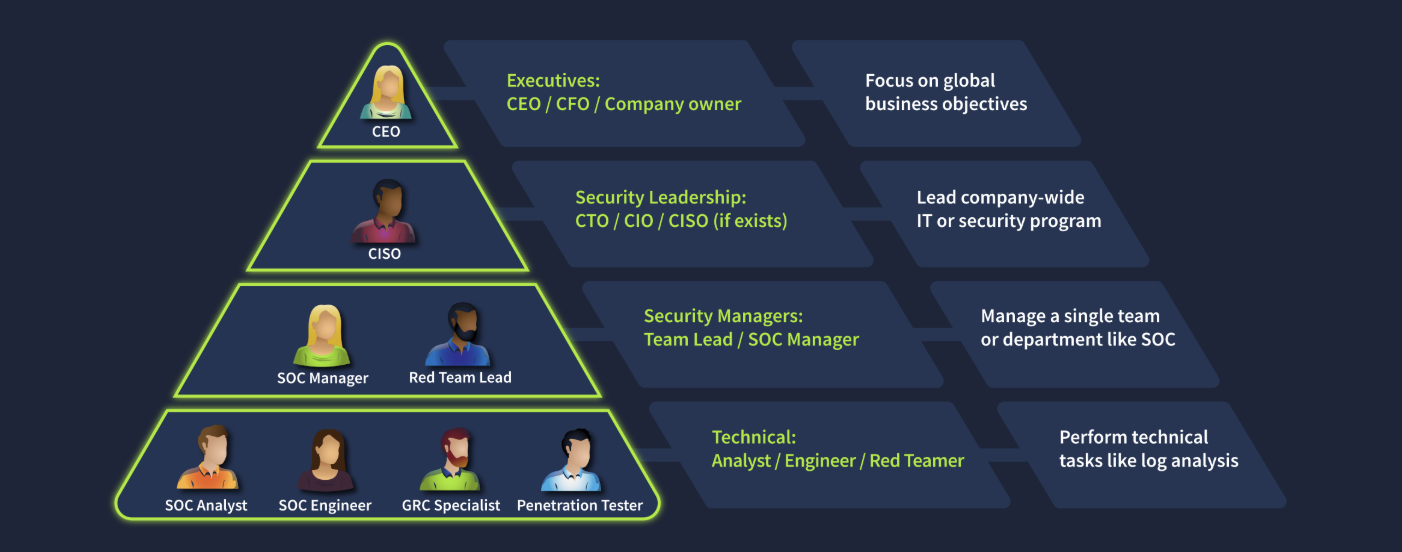 CEO
Executives:
CEO / CFO / Company owner
Focus on global
business objectives
CISO
Security Leadership:
CTO / CIO / CISO (if exists)
Lead company-wide
IT or security program
SOC Manager
Red Team Lead
Security Managers:
Team Lead / SOC Manager
Manage a single team
or department like SOC
SOC Analyst
SOC Engineer
GRC Specialist
Penetration Tester
Technical:
Analyst / Engineer / Red Teamer
Perform technical
tasks like log analysis